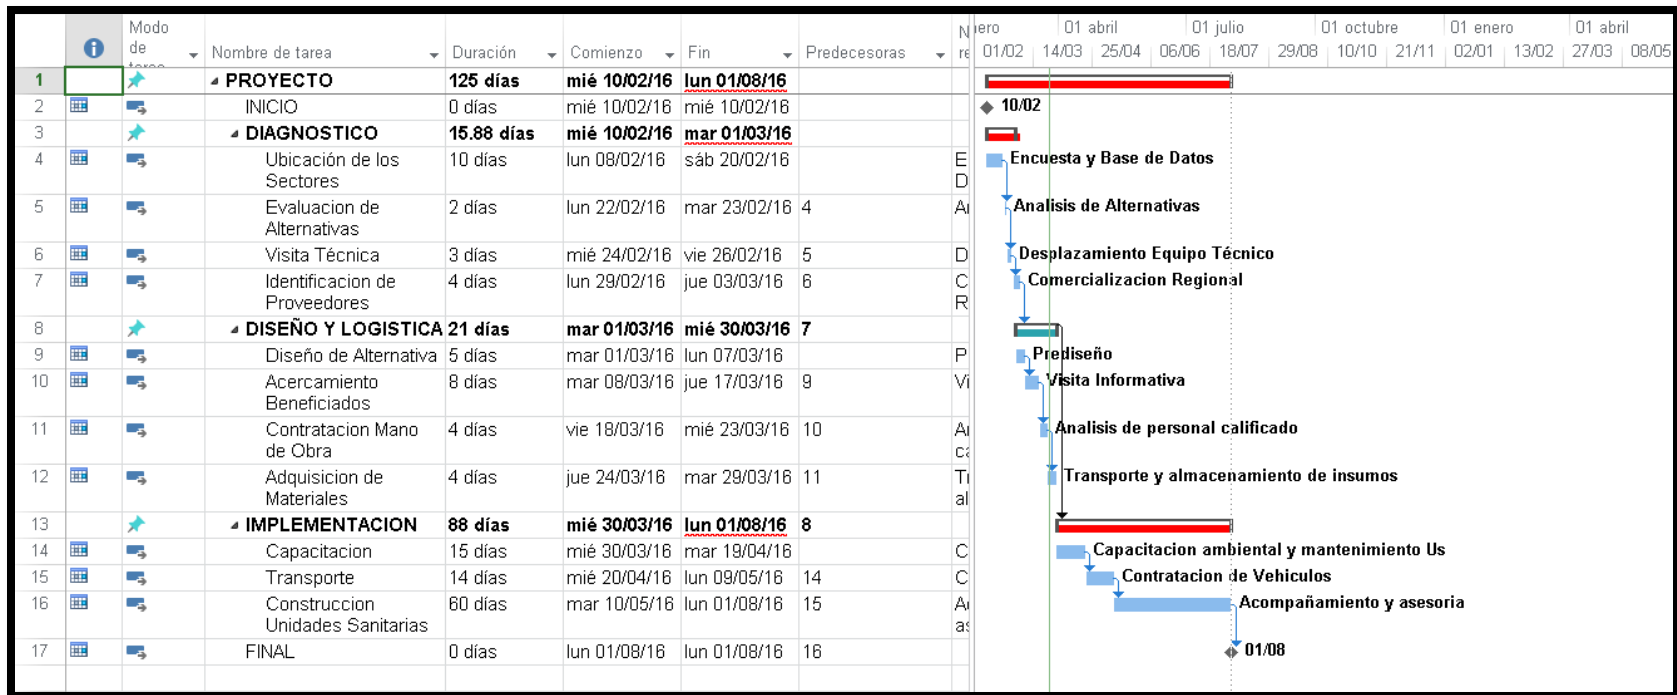 Modo de tarea Nombre de tarea Duración Comienzo Fin Predecesoras
01 abril 01 julio 01 octubre 01 enero 01 abril
01/02 14/03 25/04 06/06 18/07 29/08 10/10 21/11 02/01 13/02 27/03 08/05
1 PROYECTO 125 días mié 10/02/16 lun 01/08/16
2 INICIO 0 días mié 10/02/16 mié 10/02/16 10/02
3 DIAGNOSTICO 15.88 días mié 10/02/16 mar 01/03/16
4 Ubicación de los 10 días lun 08/02/16 sáb 20/02/16 Encuesta y Base de Datos
Sectores
5 Evaluacion de 2 días lun 22/02/16 mar 23/02/16 4 Analisis de Alternativas
Alternativas
6 Visita Técnica 3 días mié 24/02/16 vie 26/02/16 5 Desplazamiento Equipo Técnico
7 Identificacion de 4 días lun 29/02/16 jue 03/03/16 6 Comercializacion Regional
Proveedores
8 DISEÑO Y LOGISTICA 21 días mar 01/03/16 mié 30/03/16 7
9 Diseño de Alternativa 5 días mar 01/03/16 lun 07/03/16 Prediseño
10 Acercamiento 8 días mar 08/03/16 jue 17/03/16 9 Visita Informativa
Beneficiados
11 Contratacion Mano 4 días vie 18/03/16 mié 23/03/16 10 Analisis de personal calificado
de Obra
12 Adquisicion de 4 días jue 24/03/16 mar 29/03/16 11 Transporte y almacenamiento de insumos
Materiales
13 IMPLEMENTACION 88 días mié 30/03/16 lun 01/08/16 8
14 Capacitacion 15 días mié 30/03/16 mar 19/04/16 Capacitacion ambiental y mantenimiento Us
15 Transporte 14 días mié 20/04/16 lun 09/05/16 14 Contratacion de Vehiculos
16 Construccion 60 días mar 10/05/16 lun 01/08/16 15 Acompañamiento y asesoria
Unidades Sanitarias
17 FINAL 0 días lun 01/08/16 lun 01/08/16 16 01/08